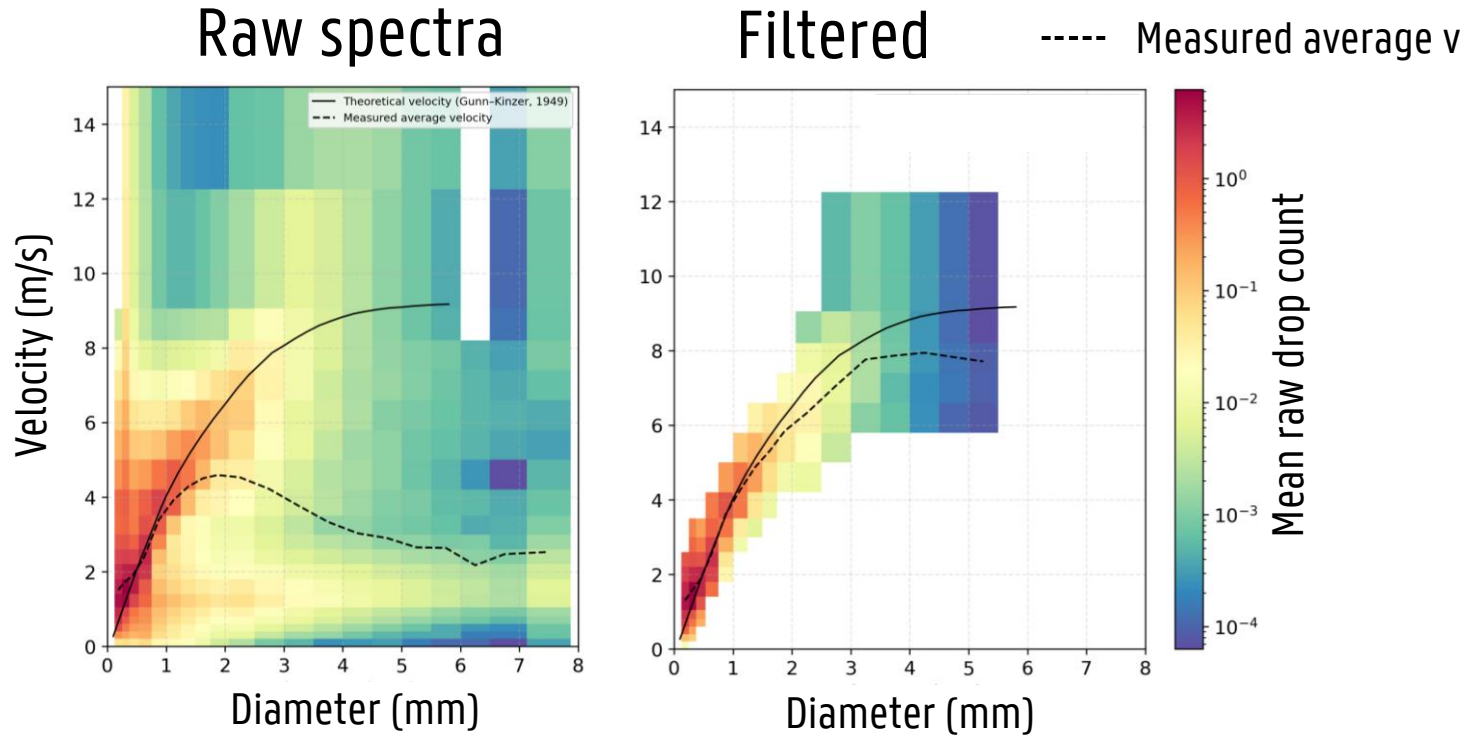 Raw spectra
Filtered
Measured average v
Theoretical velocity (Gunn–Kinzer, 1949)
Measured average velocity
Velocity (m/s)
14
12
10
8
6
4
2
0
0 1 2 3 4 5 6 7 8
Diameter (mm)
14
12
10
8
6
4
2
0
0 1 2 3 4 5 6 7 8
Diameter (mm)
10⁰
10⁻¹
10⁻²
10⁻³
10⁻⁴
Mean raw drop count